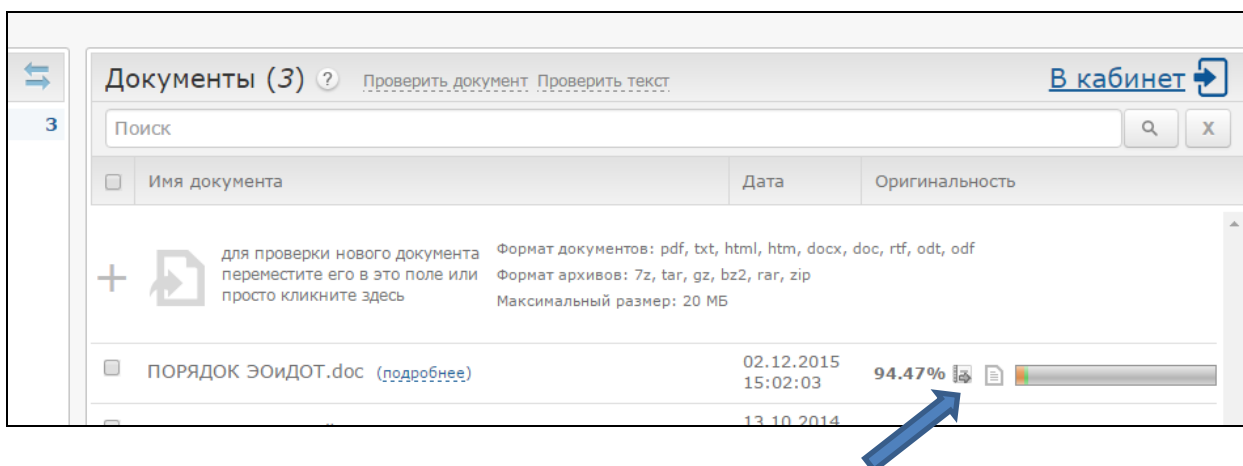 Документы (3) ? Проверить документ Проверить текст В кабинет
3
Поиск X
Имя документа Дата Оригинальность
для проверки нового документа
переместите его в это поле или
просто кликните здесь
Формат документов: pdf, txt, html, htm, docx, doc, rtf, odt, odf
Формат архивов: 7z, tar, gz, bz2, rar, zip
Максимальный размер: 20 МБ
ПОРЯДОК ЭОиДОТ.doc (подробнее) 02.12.2015
15:02:03 94.47%
13.10.2014